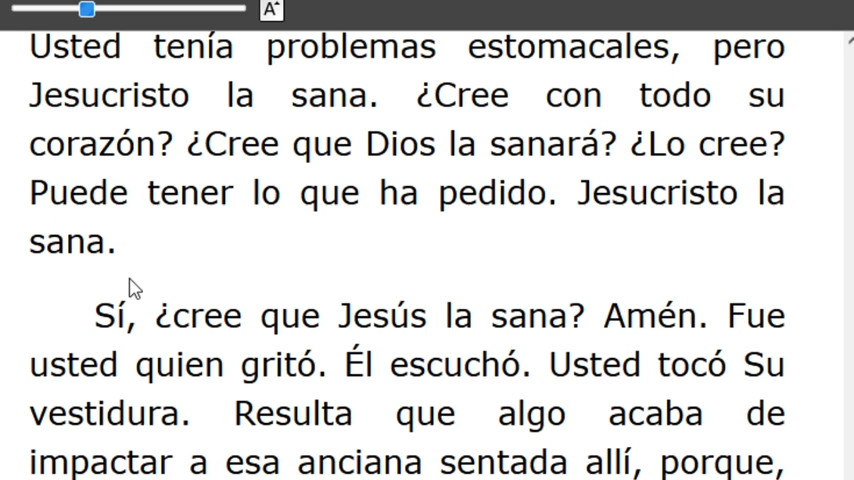 A
Usted tenía problemas estomacales, pero
Jesucristo la sana. ¿Cree con todo su
corazón? ¿Cree que Dios la sanará? ¿Lo cree?
Puede tener lo que ha pedido. Jesucristo la
sana.
Sí, ¿cree que Jesús la sana? Amén. Fue
usted quien gritó. Él escuchó. Usted tocó Su
vestidura. Resulta que algo acaba de
impactar a esa anciana sentada allí, porque,